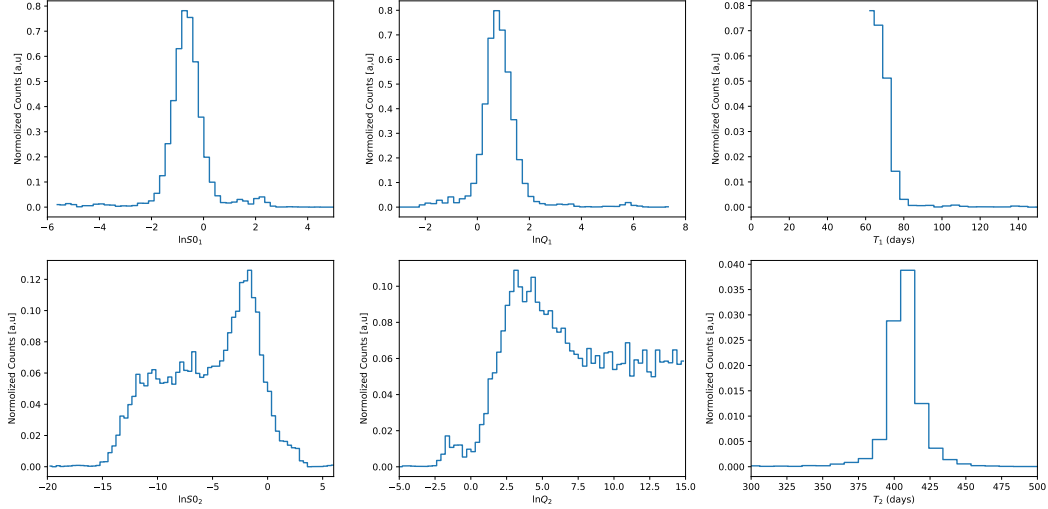 0.8
0.7
0.6
0.5
0.4
0.3
0.2
0.1
0.0
Normolized Counts [a,u]
−6 −4 −2 0 2 4
lnS0₁
0.8
0.7
0.6
0.5
0.4
0.3
0.2
0.1
0.0
Normolized Counts [a,u]
−2 0 2 4 6 8
lnQ₁
0.08
0.07
0.06
0.05
0.04
0.03
0.02
0.01
0.00
Normolized Counts [a,u]
0 20 40 60 80 100 120 140
T₁ (days)
0.12
0.10
0.08
0.06
0.04
0.02
0.00
Normolized Counts [a,u]
−20 −15 −10 −5 0 5
lnS0₂
0.10
0.08
0.06
0.04
0.02
0.00
Normolized Counts [a,u]
−5.0 −2.5 0.0 2.5 5.0 7.5 10.0 12.5 15.0
lnQ₂
0.040
0.035
0.030
0.025
0.020
0.015
0.010
0.005
0.000
Normolized Counts [a,u]
300 325 350 375 400 425 450 475 500
T₂ (days)